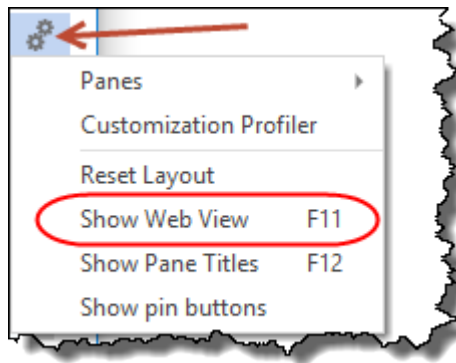 Panes
Customization Profiler
Reset Layout
Show Web View F11
Show Pane Titles F12
Show pin buttons